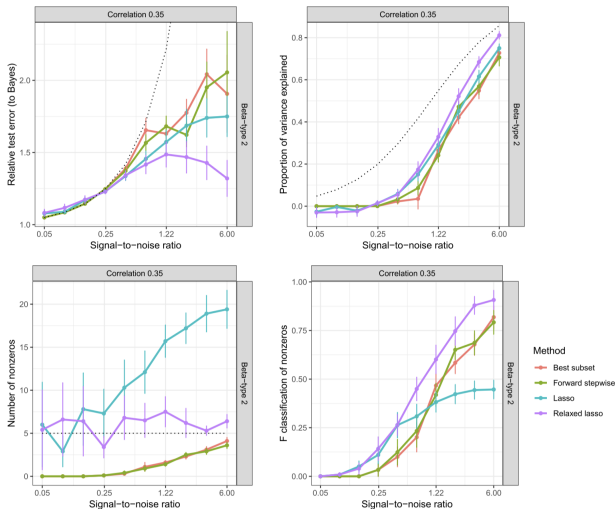 Correlation 0.35
Relative test error (to Bayes)
2.0
1.5
1.0
0.05
0.25
1.22
6.00
Signal-to-noise ratio
Beta-type 2
Correlation 0.35
Proportion of variance explained
0.8
0.6
0.4
0.2
0.0
0.05
0.25
1.22
6.00
Signal-to-noise ratio
Beta-type 2
Correlation 0.35
Number of nonzeros
20
15
10
5
0
0.05
0.25
1.22
6.00
Signal-to-noise ratio
Beta-type 2
Correlation 0.35
F classification of nonzeros
1.00
0.75
0.50
0.25
0.00
0.05
0.25
1.22
6.00
Signal-to-noise ratio
Beta-type 2
Method
Best subset
Forward stepwise
Lasso
Relaxed lasso